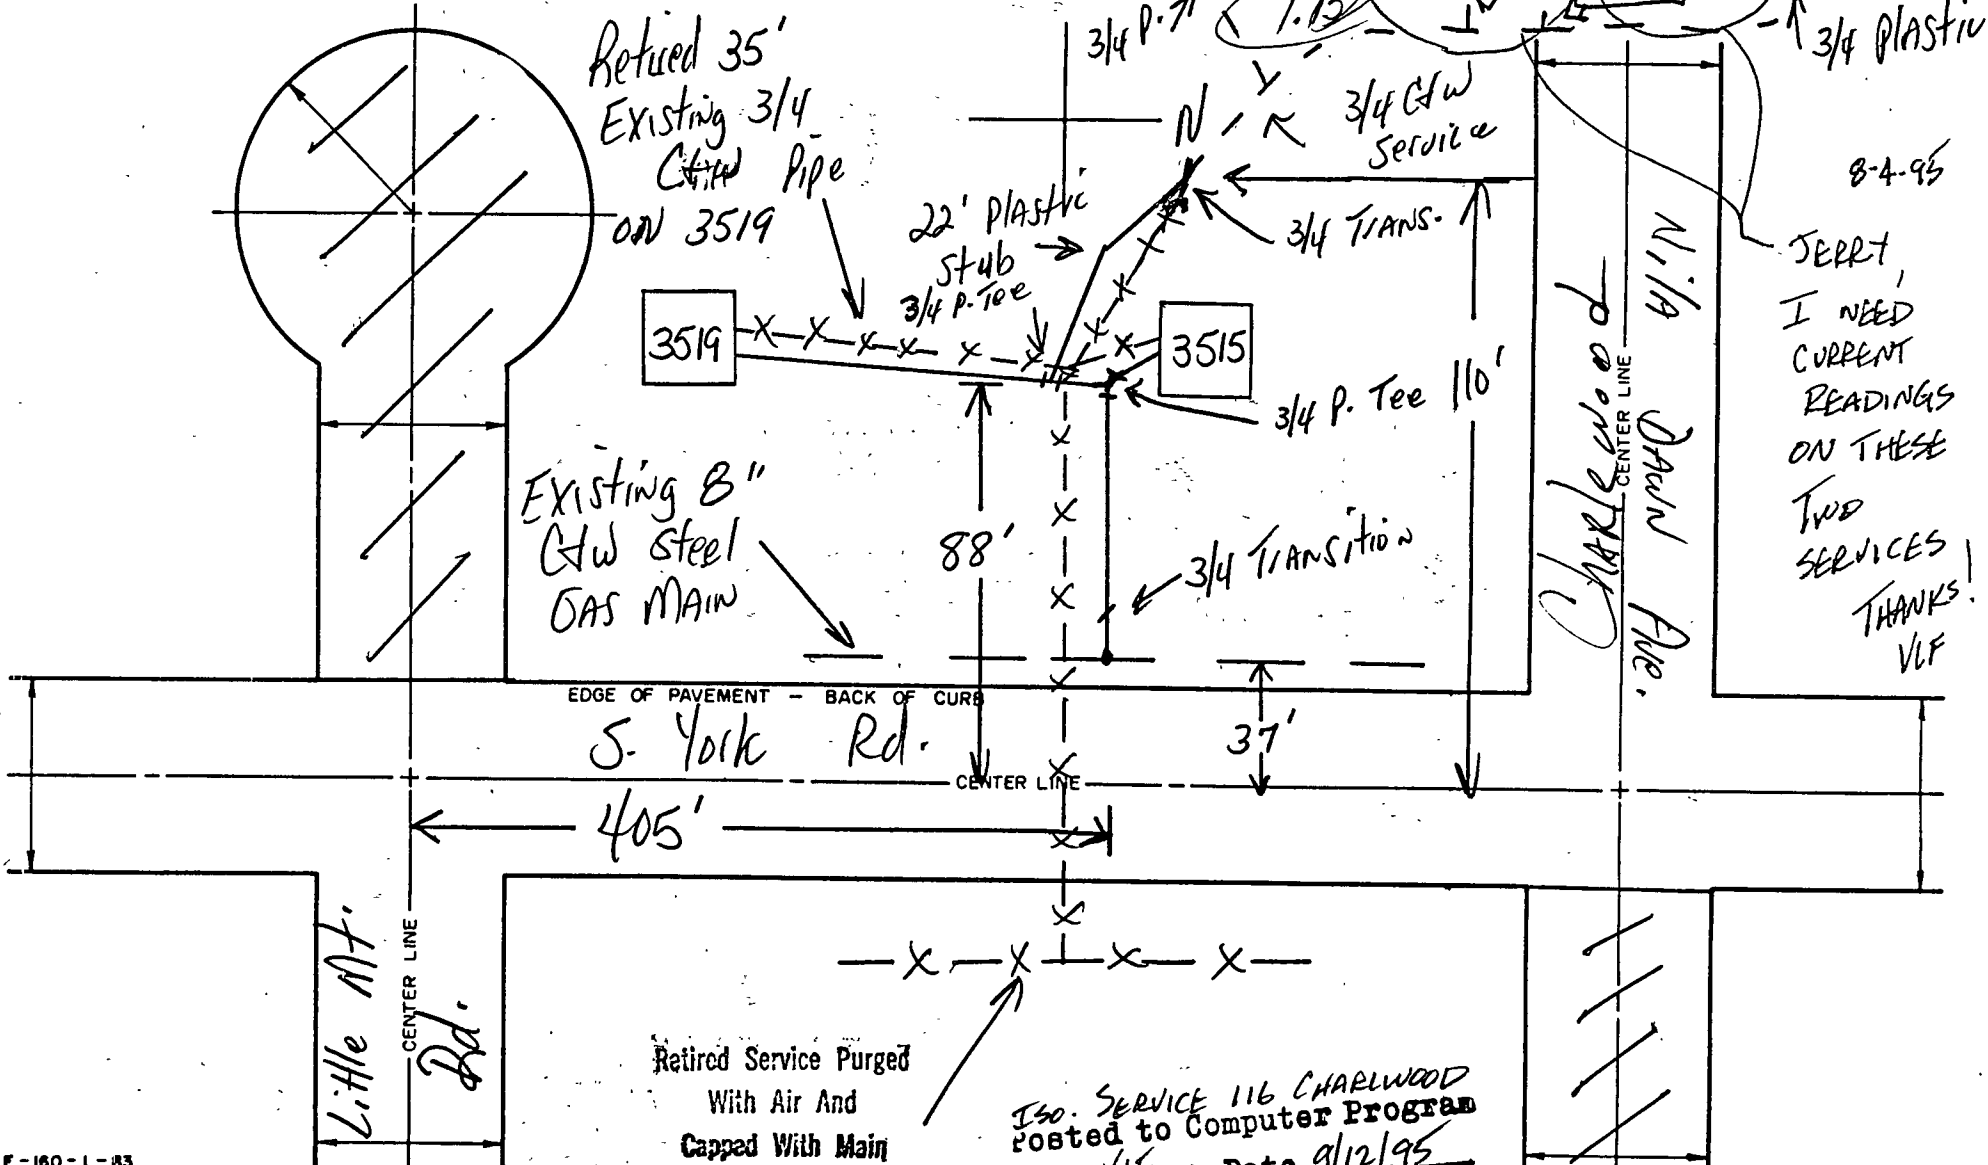 Retired 35'
Existing 3/4
Pipe
ON 3519
3/4 P.T
1.12
3/4 Plastic
N
3/4 C&W
Service
8-4-95
22' Plastic
Stub
3/4 P. Tee
3/4 TRANS.
3519
3515
3/4 P. Tee
110'
JERRY,
I NEED
CURRENT
READINGS
ON THESE
TWO
SERVICES
THANKS!
VLF
Charlewood
CENTER LINE
DAWN Ave.
Existing 8"
C&W Steel
GAS MAIN
88'
3/4 TRANSITION
EDGE OF PAVEMENT - BACK OF CURB
S. York Rd.
37'
CENTER LINE
405'
Little Mt.
CENTER LINE
Rd.
Retired Service Purged
With Air And
Capped With Main
ISO. SERVICE 116 CHARLWOOD
Posted to Computer Program
Date 9/12/95
F-160-1-83